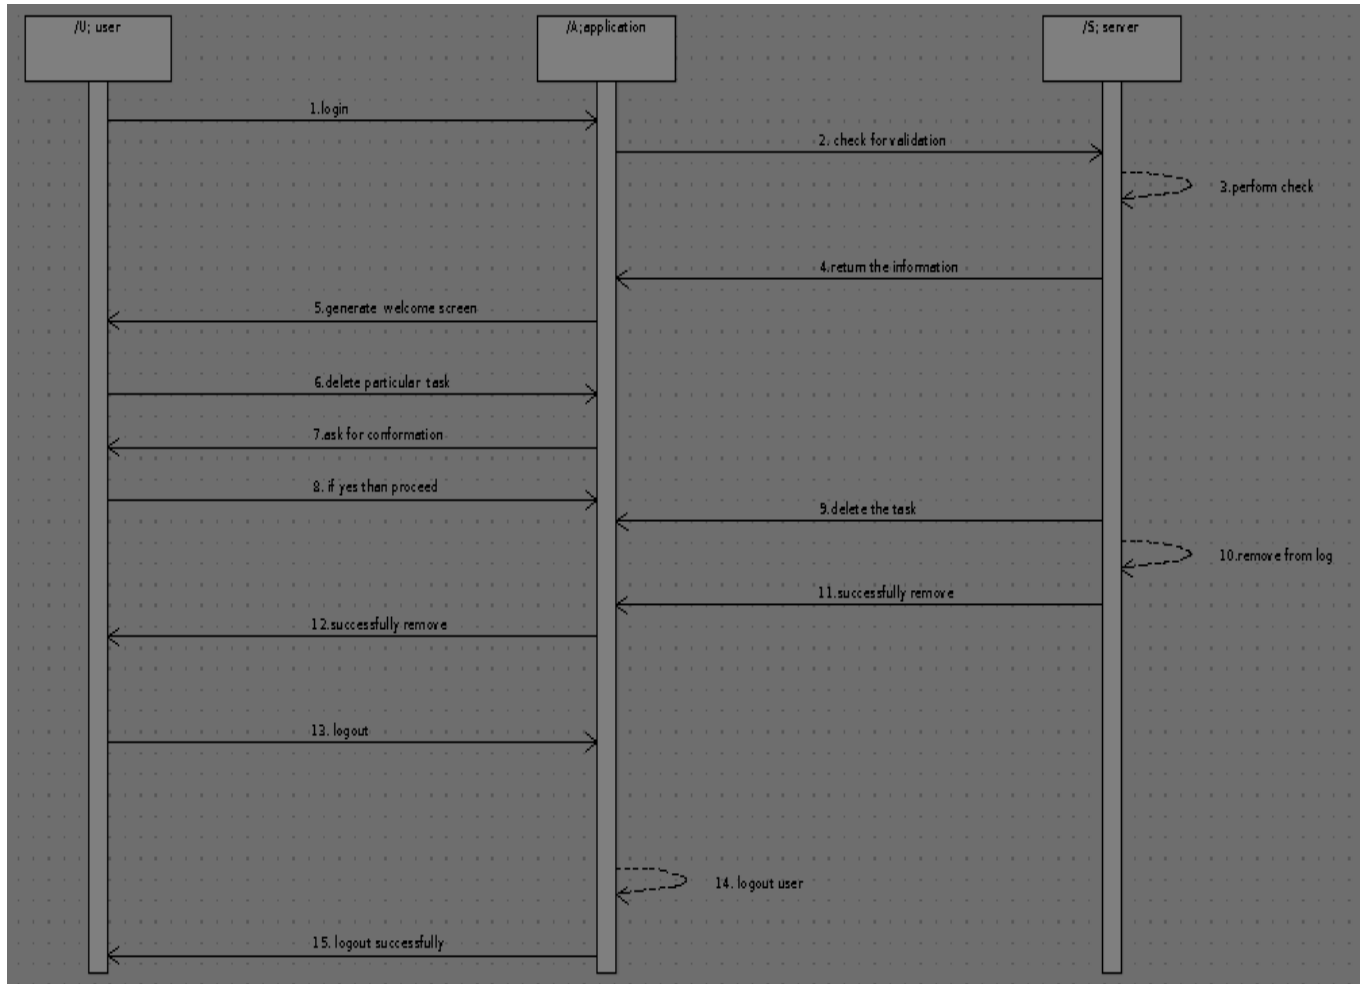 /U; user
/A;application
/S; server
1.login
2. check for validation
3.perform check
4.return the information
5.generate welcome screen
6.delete particular task
7.ask for conformation
8. if yes than proceed
9.delete the task
10.remove from log
11.successfully remove
12.successfully remove
13. logout
14. logout user
15. logout successfully